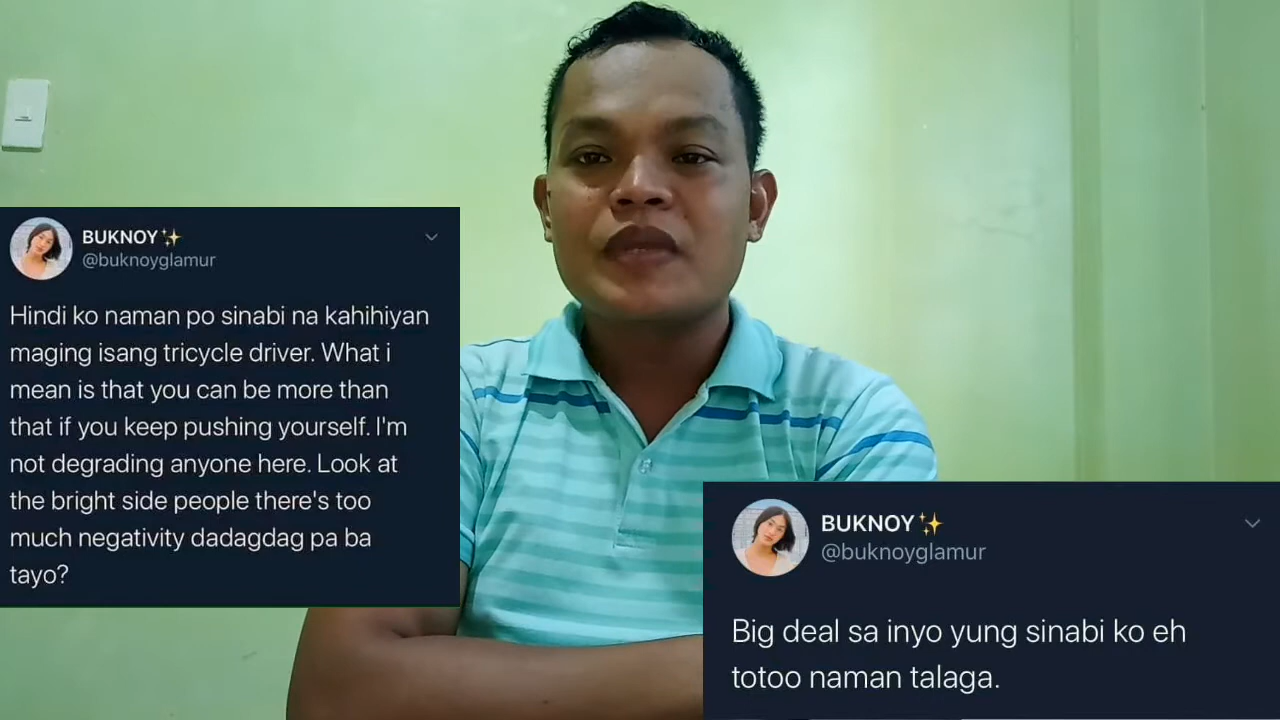 BUKNOY✨
@buknoyglamur
Hindi ko naman po sinabi na kahihiyan
maging isang tricycle driver. What i
mean is that you can be more than
that if you keep pushing yourself. I'm
not degrading anyone here. Look at
the bright side people there's too
much negativity dadagdag pa ba
tayo?
BUKNOY✨
@buknoyglamur
Big deal sa inyo yung sinabi ko eh
totoo naman talaga.